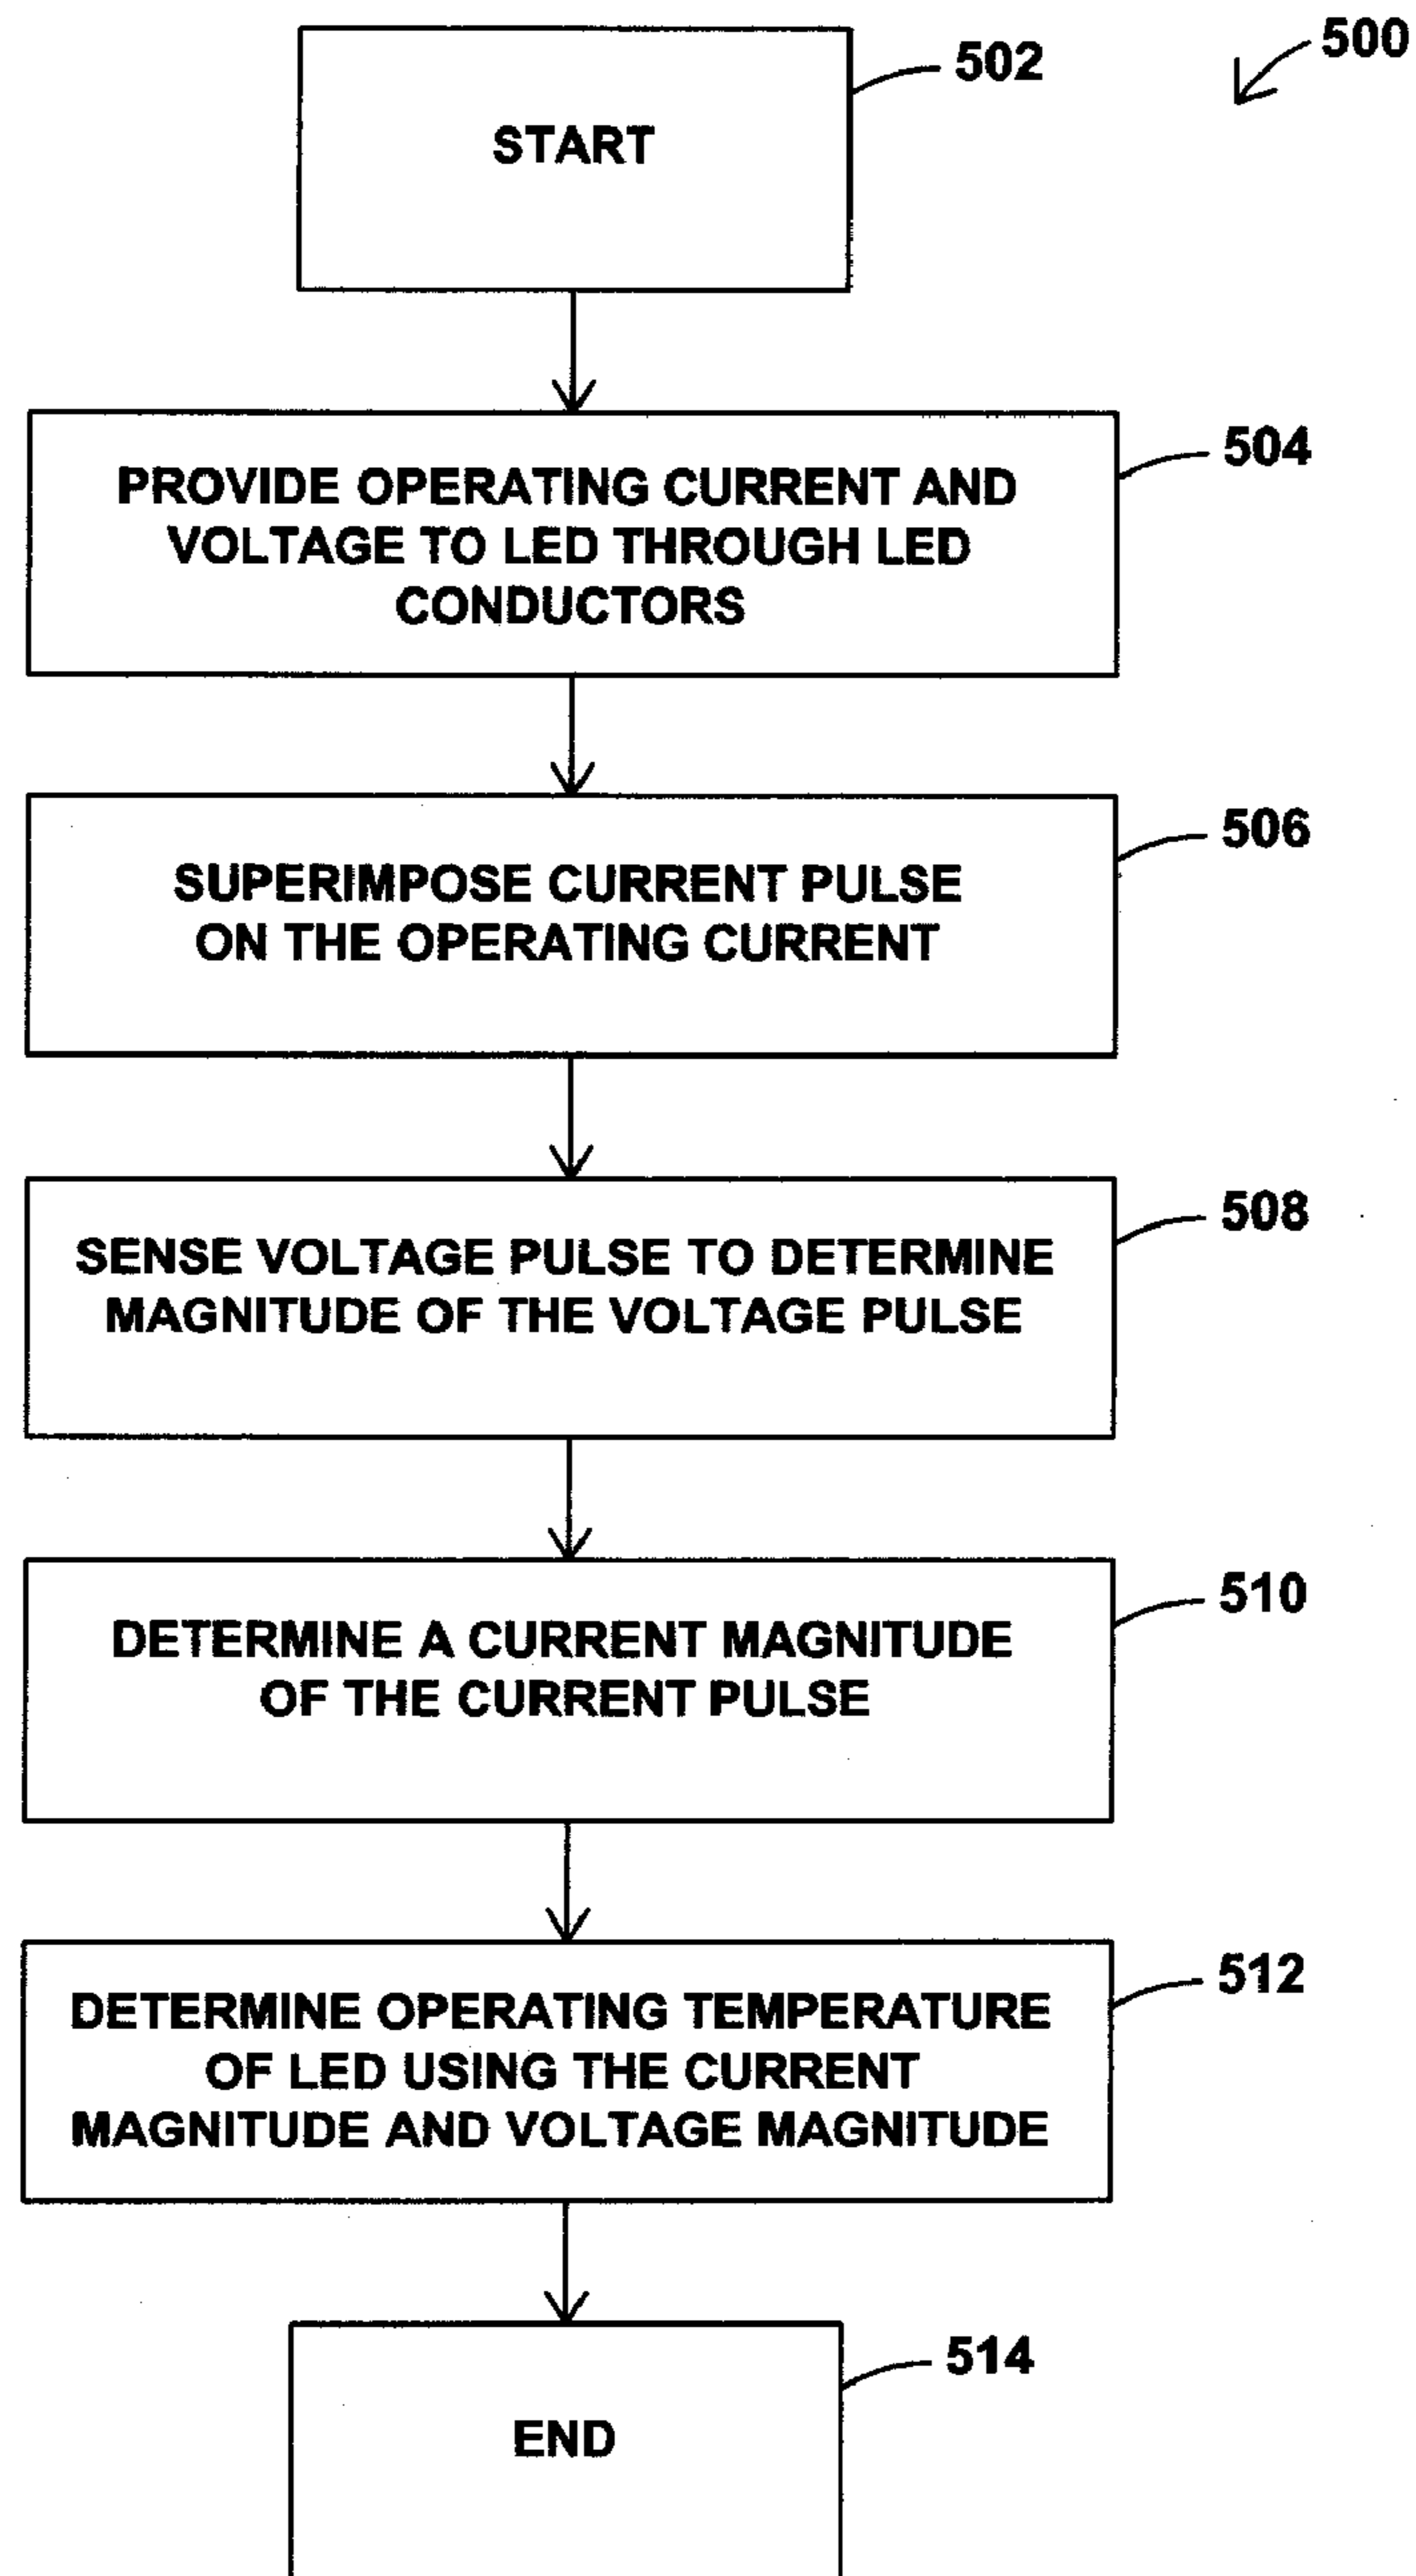 500
502
START
504
PROVIDE OPERATING CURRENT AND
VOLTAGE TO LED THROUGH LED
CONDUCTORS
506
SUPERIMPOSE CURRENT PULSE
ON THE OPERATING CURRENT
508
SENSE VOLTAGE PULSE TO DETERMINE
MAGNITUDE OF THE VOLTAGE PULSE
510
DETERMINE A CURRENT MAGNITUDE
OF THE CURRENT PULSE
512
DETERMINE OPERATING TEMPERATURE
OF LED USING THE CURRENT
MAGNITUDE AND VOLTAGE MAGNITUDE
514
END